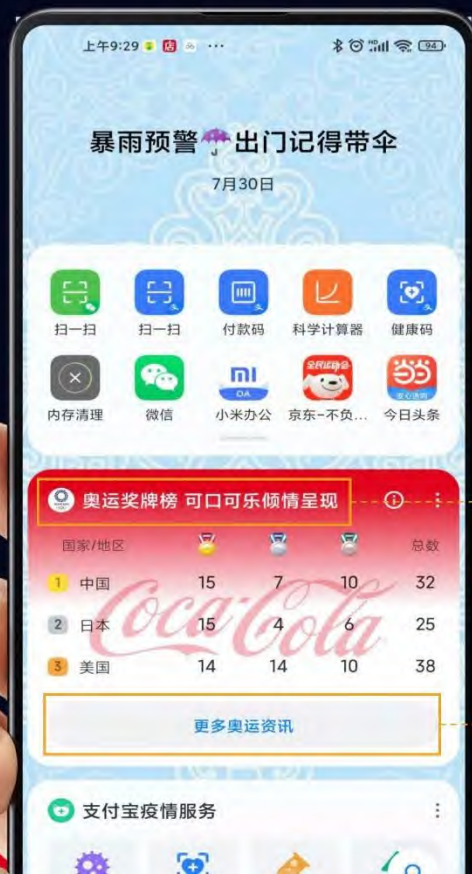 上午9:29 店 ··· HD 94
暴雨预警☂出门记得带伞
7月30日
扫一扫 扫一扫 付款码 科学计算器 健康码
内存清理 微信 小米办公 京东-不负... 今日头条
奥运奖牌榜 可口可乐倾情呈现
国家/地区 总数
1 中国 15 7 10 32
2 日本 15 4 6 25
3 美国 14 14 10 38
Coca-Cola
更多奥运资讯
支付宝疫情服务